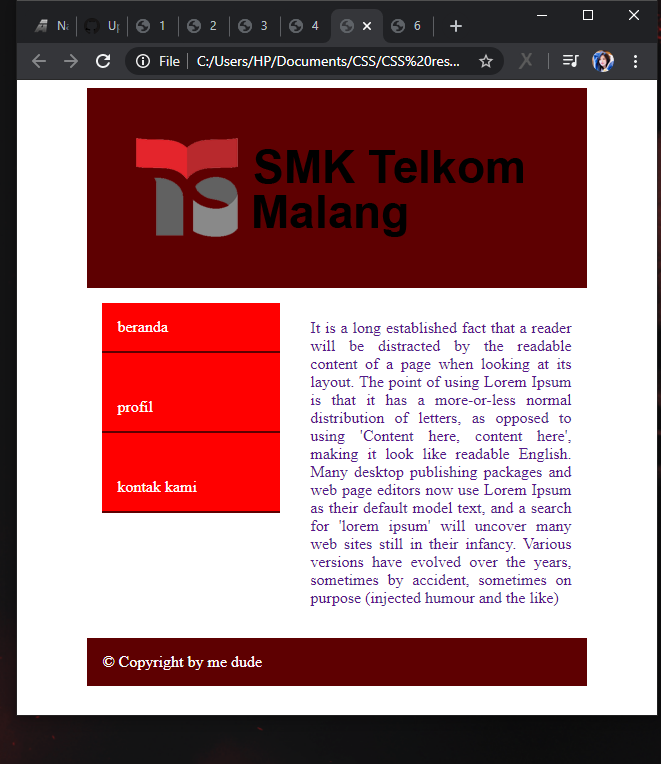 Na
Up
1
2
3
4
6
File
C:/Users/HP/Documents/CSS/CSS%20res...
X
SMK Telkom
Malang
beranda
profil
kontak kami
It is a long established fact that a reader
will be distracted by the readable
content of a page when looking at its
layout. The point of using Lorem Ipsum
is that it has a more-or-less normal
distribution of letters, as opposed to
using 'Content here, content here',
making it look like readable English.
Many desktop publishing packages and
web page editors now use Lorem Ipsum
as their default model text, and a search
for 'lorem ipsum' will uncover many
web sites still in their infancy. Various
versions have evolved over the years,
sometimes by accident, sometimes on
purpose (injected humour and the like)
© Copyright by me dude